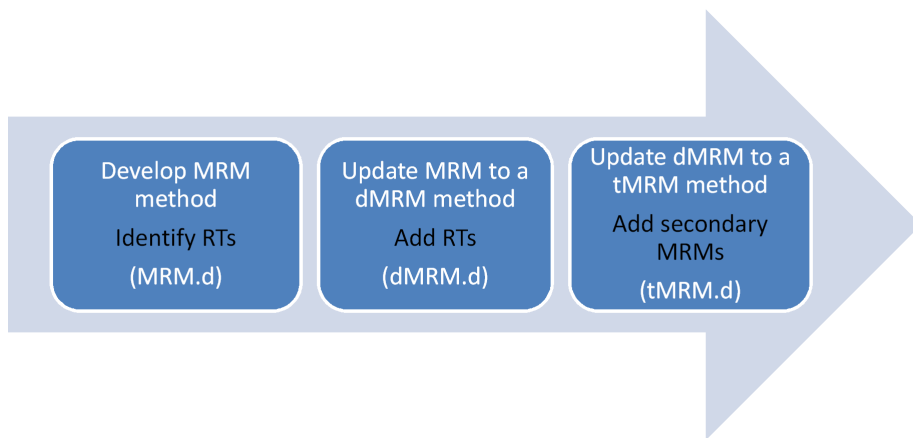 Develop MRM
method
Identify RTs
(MRM.d)
Update MRM to a
dMRM method
Add RTs
(dMRM.d)
Update dMRM to a
tMRM method
Add secondary
MRMs
(tMRM.d)